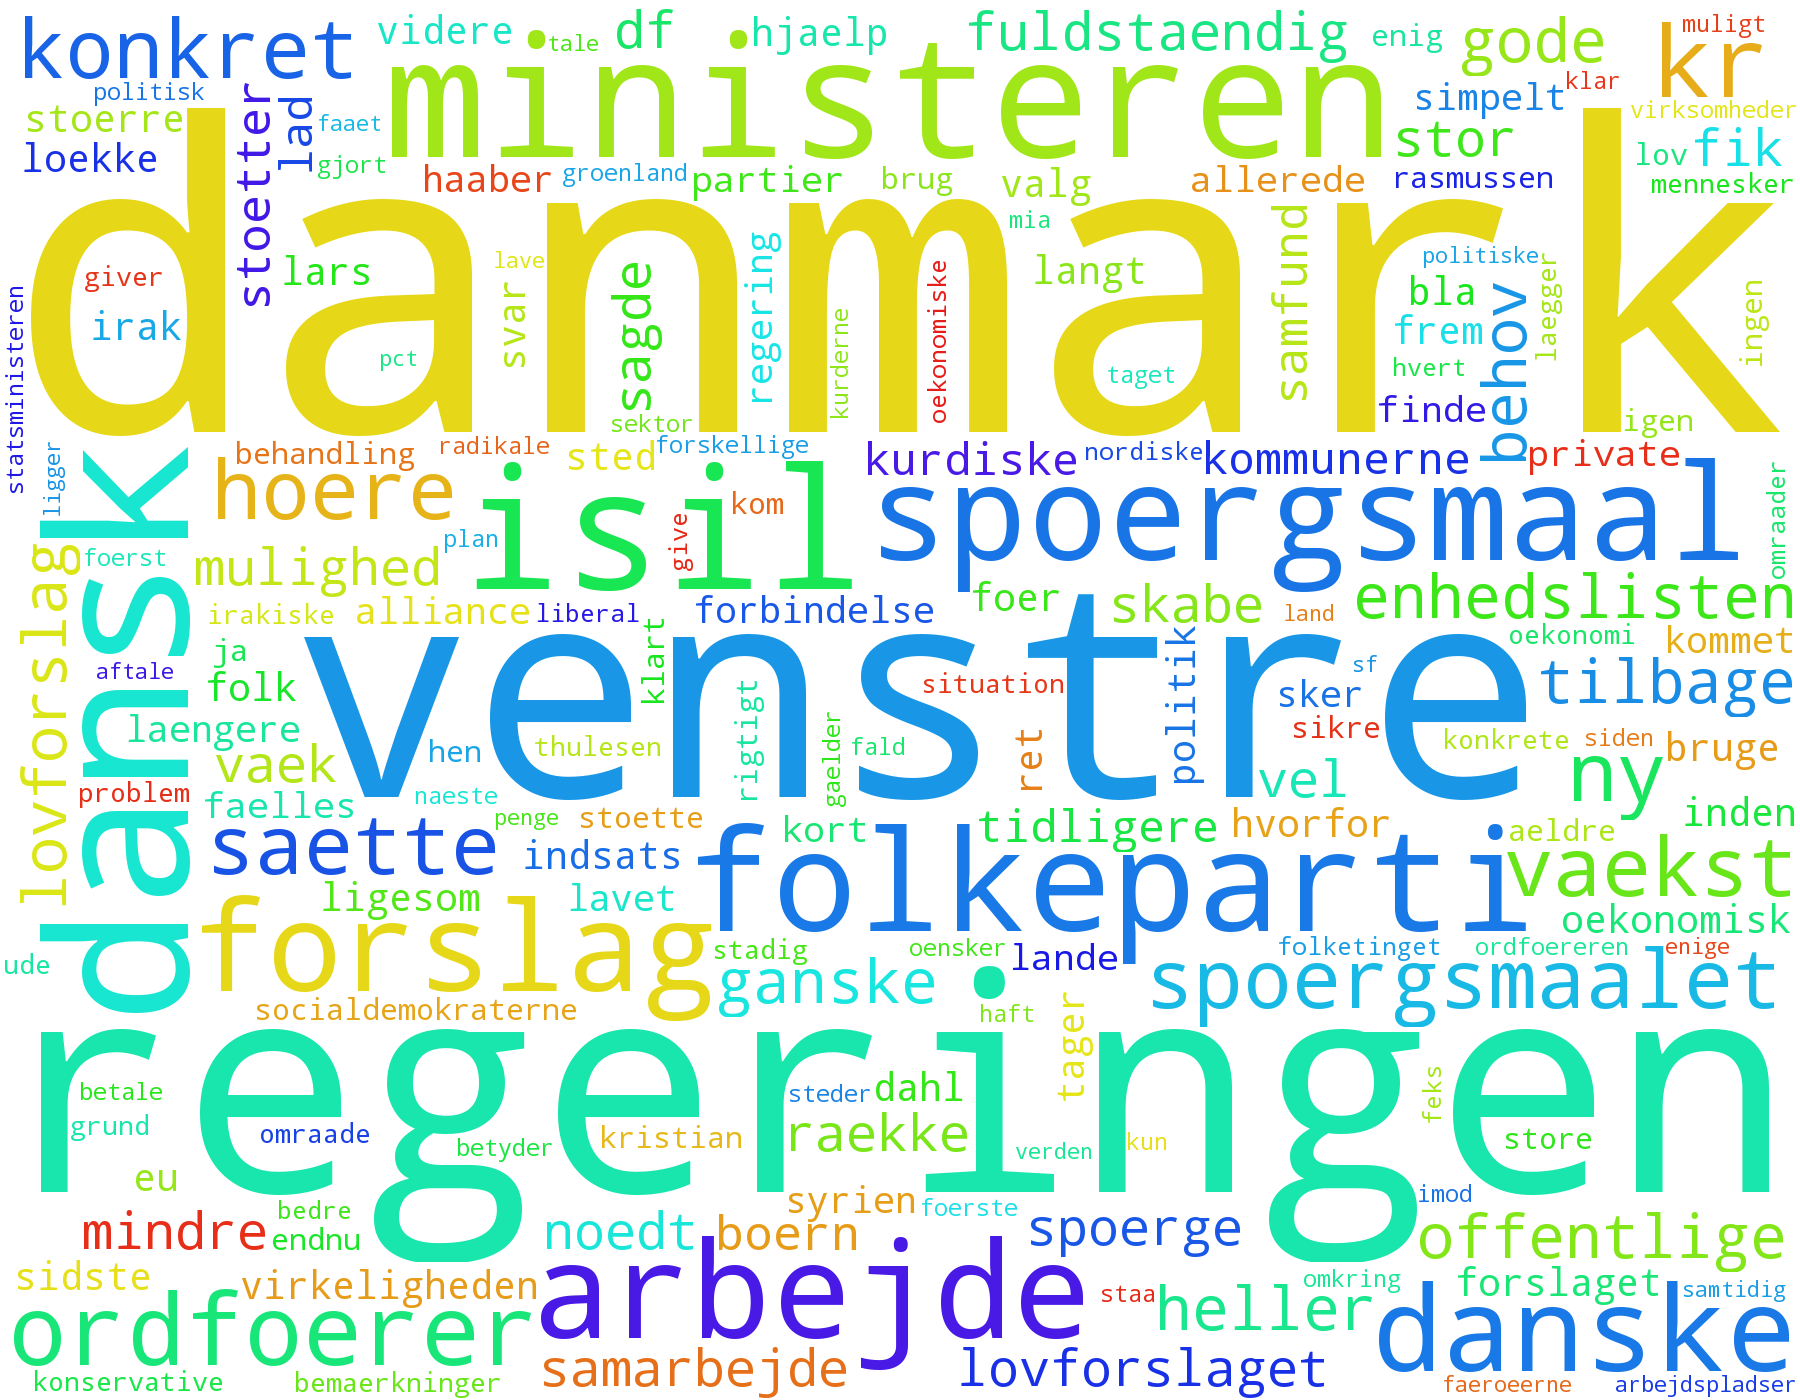 konkret
videre
tale
df
hjaelp
fuldstaendig
enig
gode
muligt
kr
politisk
ministeren
klar
simpelt
virksomheder
stoerre
stoetter
lad
faaet
stor
lov
fik
loekke
gjort
haaber
groenland
partier
brug
valg
allerede
rasmussen
mennesker
danmark
mia
giver
irak
lars
lave
svar
sagde
regering
kurderne
oekonomiske
langt
samfund
politiske
bla
behov
laegger
ingen
frem
statsministeren
pct
taget
hvert
finde
igen
sektor
ligger
dansk
behandling
radikale
sted
forskellige
kurdiske
nordiske
kommunerne
private
hoere
isil
kom
spoergsmaal
omraader
lovforslag
foerst
mulighed
plan
give
foer
skabe
enhedslisten
irakiske
alliance
liberal
forbindelse
land
oekonomi
kommet
ja
klart
venstre
politik
sf
aftale
folk
situation
sker
tilbage
laengere
rigtigt
sikre
hen
thulesen
gaelder
fald
ret
konkrete
siden
bruge
vaek
problem
faelles
naeste
vel
ny
inden
penge
stoette
kort
tidligere
hvorfor
aeldre
saette
indsats
folkeparti
vaekst
ligesom
lavet
oekonomisk
forslag
stadig
oensker
lande
folketinget
ordfoereren
enige
ude
ganske
spoergsmaalet
socialdemokraterne
haft
tager
regeringen
betale
steder
dahl
feks
grund
omraade
betyder
kristian
raekke
verden
kun
store
eu
syrien
foerste
imod
bedre
mindre
endnu
noedt
boern
spoerge
offentlige
sidste
virkeligheden
arbejde
staa
omkring
heller
forslaget
samtidig
ordfoerer
danske
samarbejde
lovforslaget
konservative
bemaerkninger
faeroeerne
arbejdspladser